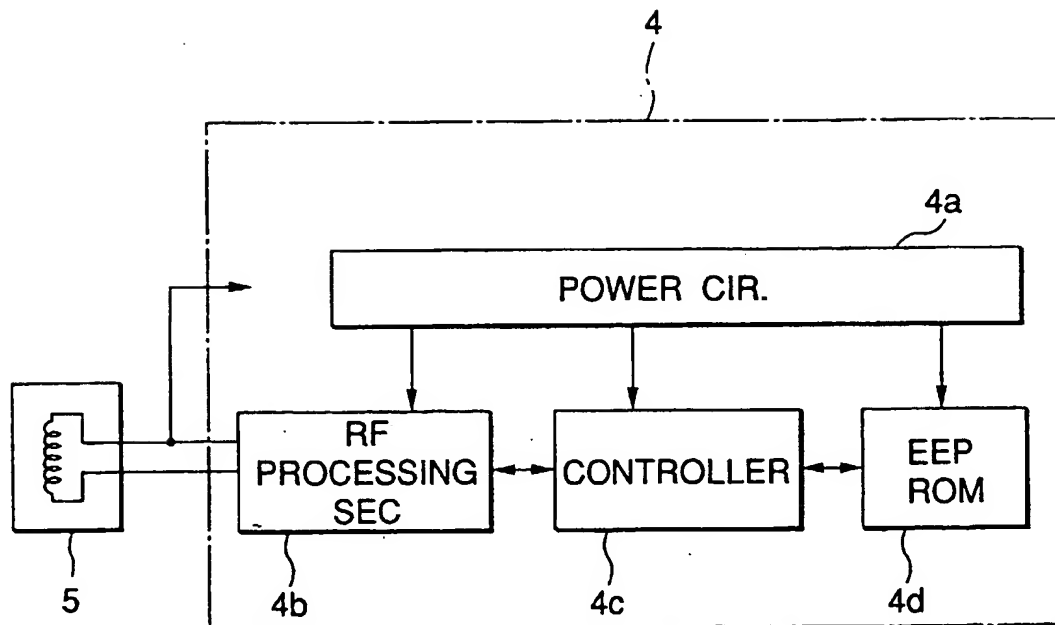 4
4a
POWER CIR.
RF
PROCESSING
SEC
CONTROLLER
EEP
ROM
5
4b
4c
4d